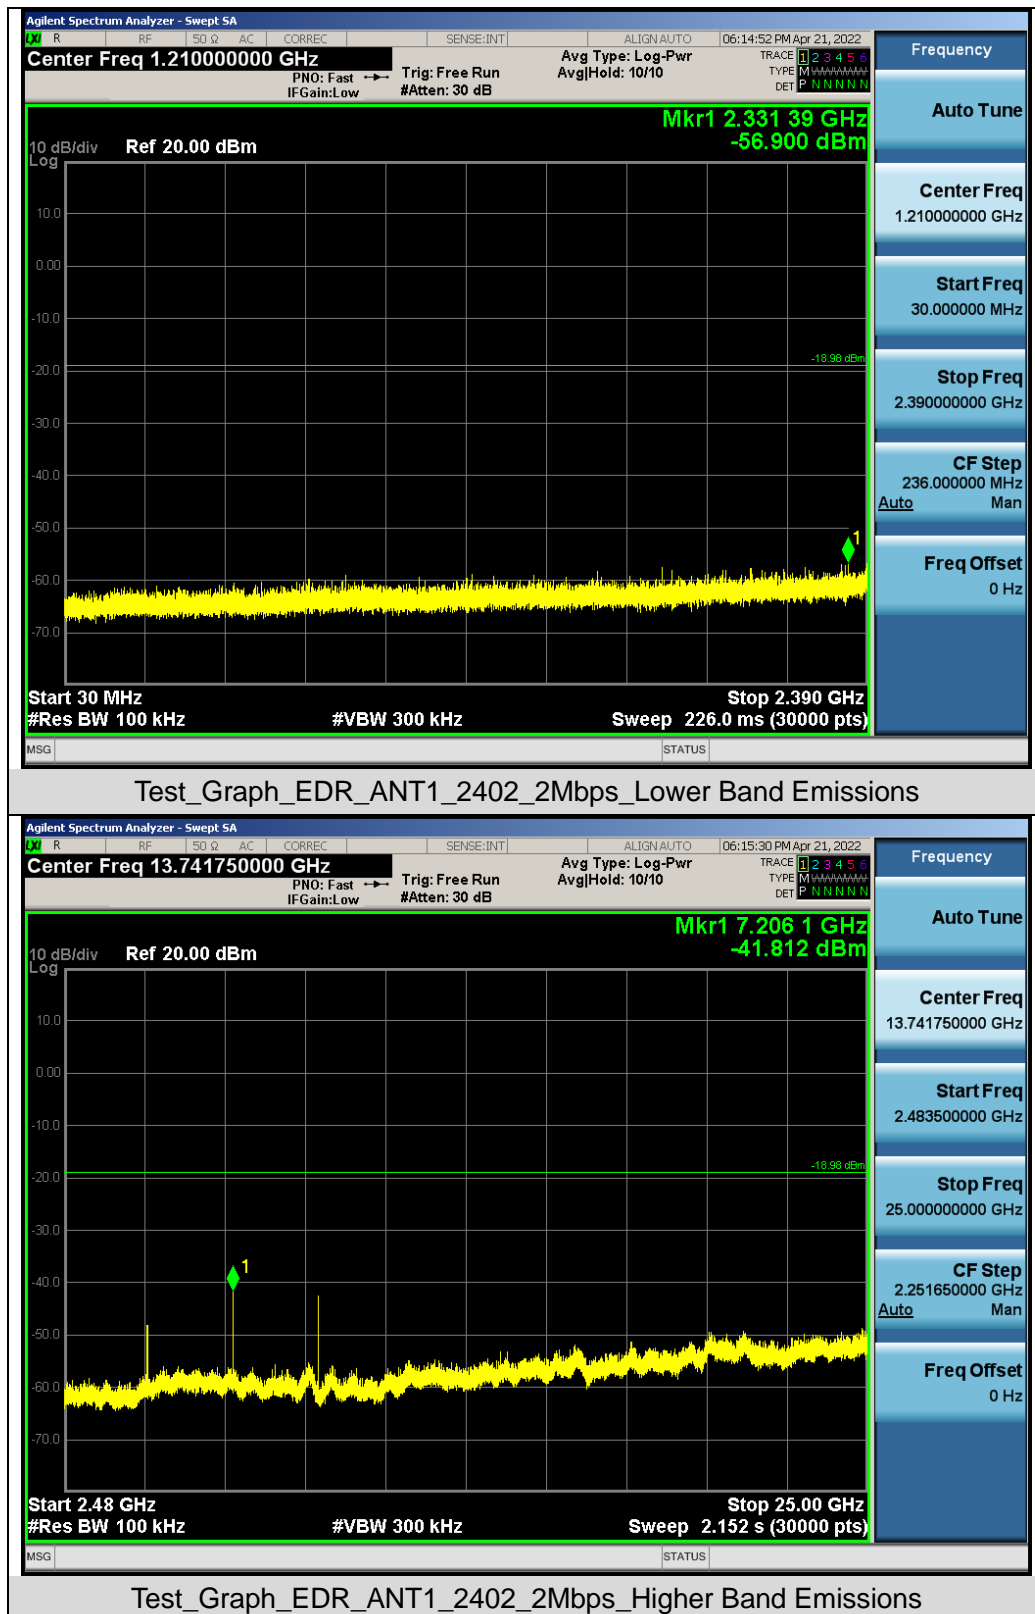 Agilent Spectrum Analyzer - Swept SA
LXI R RF 50 Ω AC CORREC SENSE:INT ALIGN AUTO 06:14:52 PM Apr 21, 2022
Center Freq 1.210000000 GHz
PNO: Fast
IFGain:Low
Trig: Free Run
#Atten: 30 dB
Avg Type: Log-Pwr
Avg|Hold: 10/10
TRACE 1 2 3 4 5 6
TYPE M
DET P N N N N N
Mkr1 2.331 39 GHz
-56.900 dBm
10 dB/div Ref 20.00 dBm
Log
10.0
0.00
-10.0
-18.98 dBm
-20.0
-30.0
-40.0
-50.0
1
-60.0
-70.0
Start 30 MHz Stop 2.390 GHz
#Res BW 100 kHz #VBW 300 kHz Sweep 226.0 ms (30000 pts)
MSG STATUS
Frequency
Auto Tune
Center Freq
1.210000000 GHz
Start Freq
30.000000 MHz
Stop Freq
2.390000000 GHz
CF Step
236.000000 MHz
Auto Man
Freq Offset
0 Hz
Test_Graph_EDR_ANT1_2402_2Mbps_Lower Band Emissions
Agilent Spectrum Analyzer - Swept SA
LXI R RF 50 Ω AC CORREC SENSE:INT ALIGN AUTO 06:15:30 PM Apr 21, 2022
Center Freq 13.741750000 GHz
PNO: Fast
IFGain:Low
Trig: Free Run
#Atten: 30 dB
Avg Type: Log-Pwr
Avg|Hold: 10/10
TRACE 1 2 3 4 5 6
TYPE M
DET P N N N N N
Mkr1 7.206 1 GHz
-41.812 dBm
10 dB/div Ref 20.00 dBm
Log
10.0
0.00
-10.0
-18.98 dBm
-20.0
-30.0
1
-40.0
-50.0
-60.0
-70.0
Start 2.48 GHz Stop 25.00 GHz
#Res BW 100 kHz #VBW 300 kHz Sweep 2.152 s (30000 pts)
MSG STATUS
Frequency
Auto Tune
Center Freq
13.741750000 GHz
Start Freq
2.483500000 GHz
Stop Freq
25.000000000 GHz
CF Step
2.251650000 GHz
Auto Man
Freq Offset
0 Hz
Test_Graph_EDR_ANT1_2402_2Mbps_Higher Band Emissions